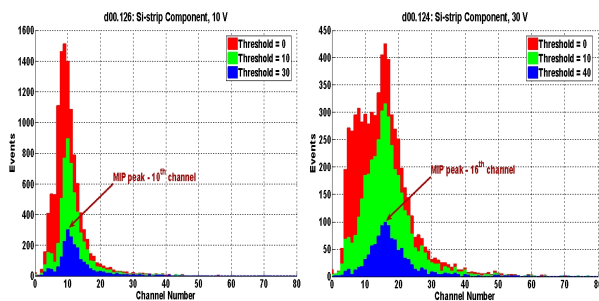 d00.126: Si-strip Component, 10 V
1600
1400
1200
1000
800
600
400
200
0
Events
Threshold = 0
Threshold = 10
Threshold = 30
MIP peak - 10th channel
0 10 20 30 40 50 60 70 80
Channel Number
d00.124: Si-strip Component, 30 V
450
400
350
300
250
200
150
100
50
0
Events
Threshold = 0
Threshold = 10
Threshold = 40
MIP peak - 16th channel
0 10 20 30 40 50 60 70 80
Channel Number